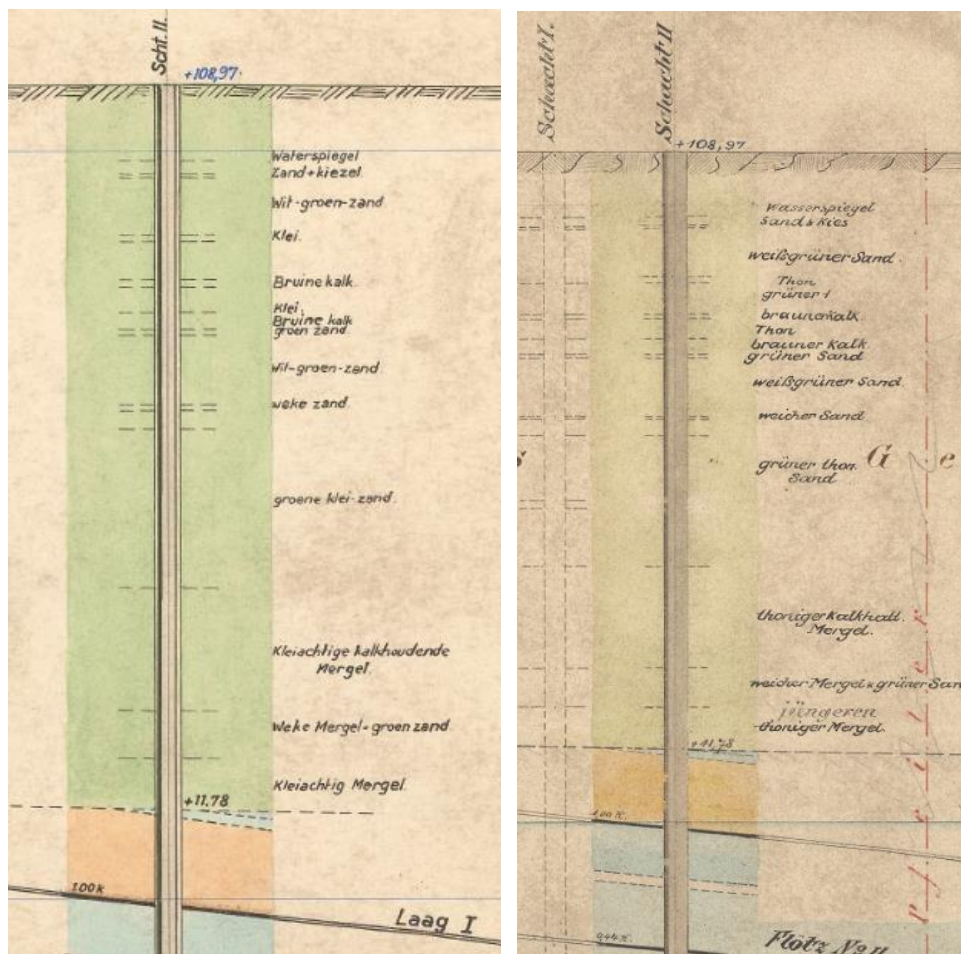 Scht. II.
+108,97.
Waterspiegel
Zand+kiezel.
Wit-groen-zand
Klei.
Bruine kalk.
Klei.
Bruine kalk
groen zand.
Wit-groen-zand.
weke zand.
groene klei-zand.
Kleiachtige kalkhoudende
Mergel.
Weke Mergel-groen zand.
Kleiachtig Mergel.
+11.78
1.00 k
Laag I
Schacht I.
Schacht II
+108,97
Wasserspiegel
Sand & Kies
weißgrüner Sand.
Thon
grüner
Thon
brauner Kalk.
grüner Sand
weißgrüner Sand.
weicher Sand.
grüner thon.
Sand
G e
thoniger Kalkhalt.
Mergel.
weicher Mergel & grüner San
jüngeren
thoniger Mergel.
+11,78
1,00 K.
Flötz No II